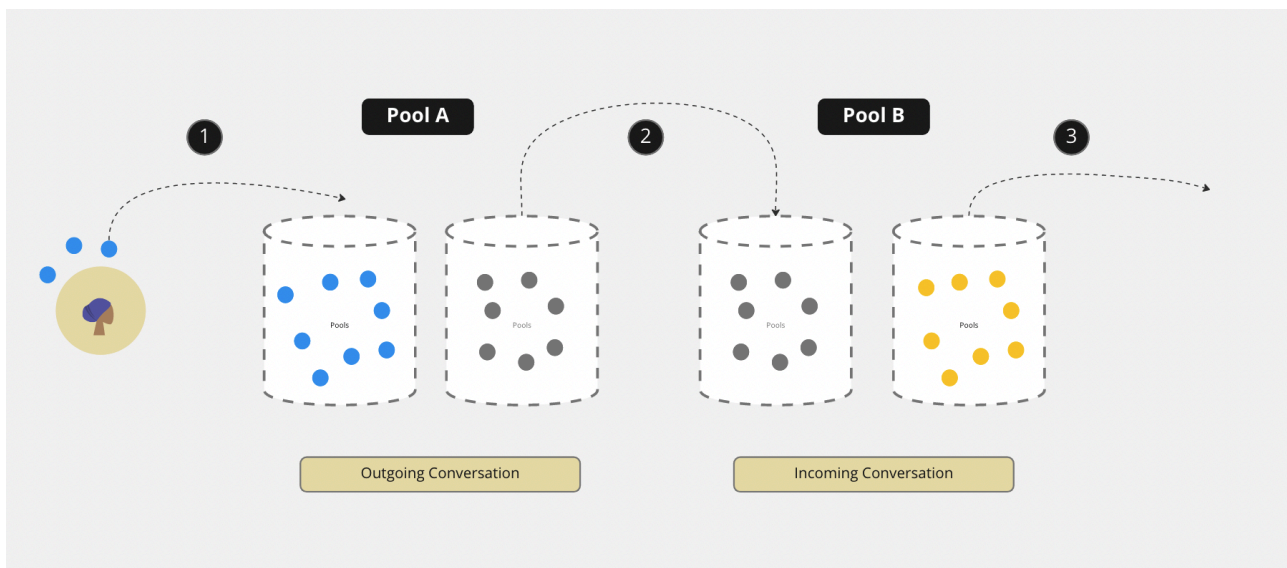 Pool A
Pool B
1
2
3
Pools
Pools
Pools
Pools
Outgoing Conversation
Incoming Conversation